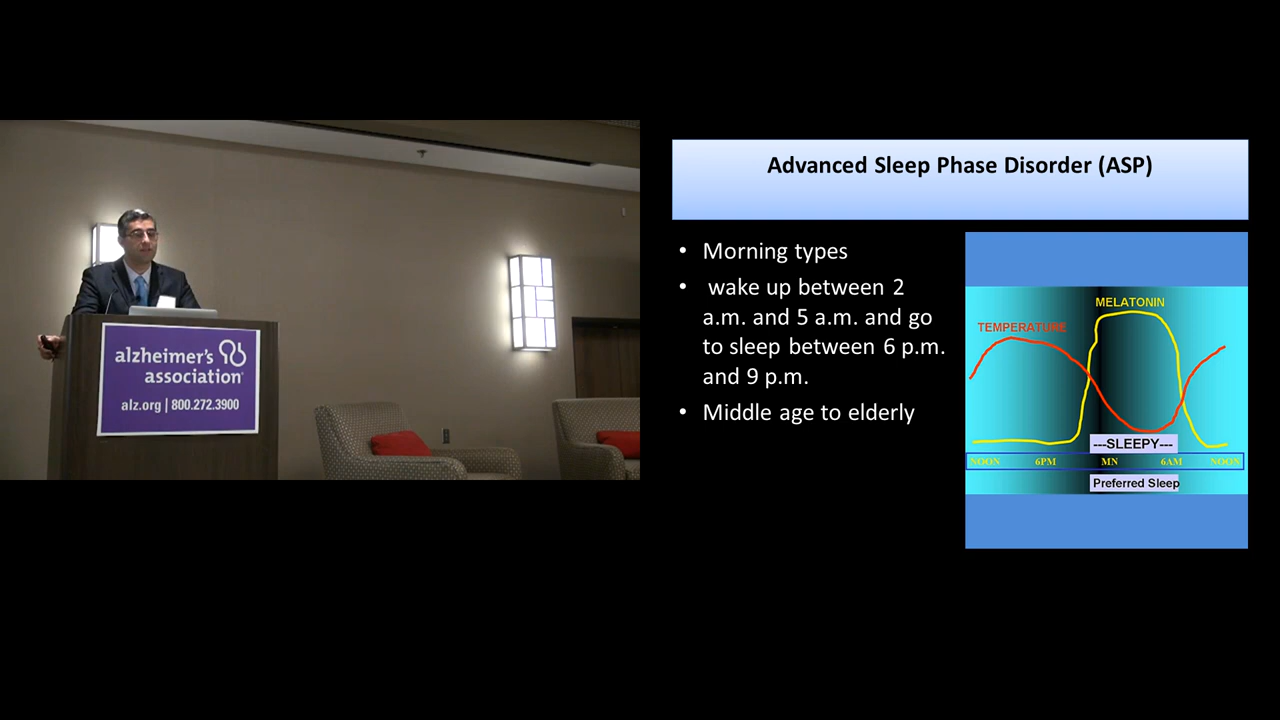 alzheimer's
association
alz.org | 800.272.3900
Advanced Sleep Phase Disorder (ASP)
• Morning types
• wake up between 2
a.m. and 5 a.m. and go
to sleep between 6 p.m.
and 9 p.m.
• Middle age to elderly
MELATONIN
TEMPERATURE
---SLEEPY---
NOON 6PM MN 6AM NOON
Preferred Sleep